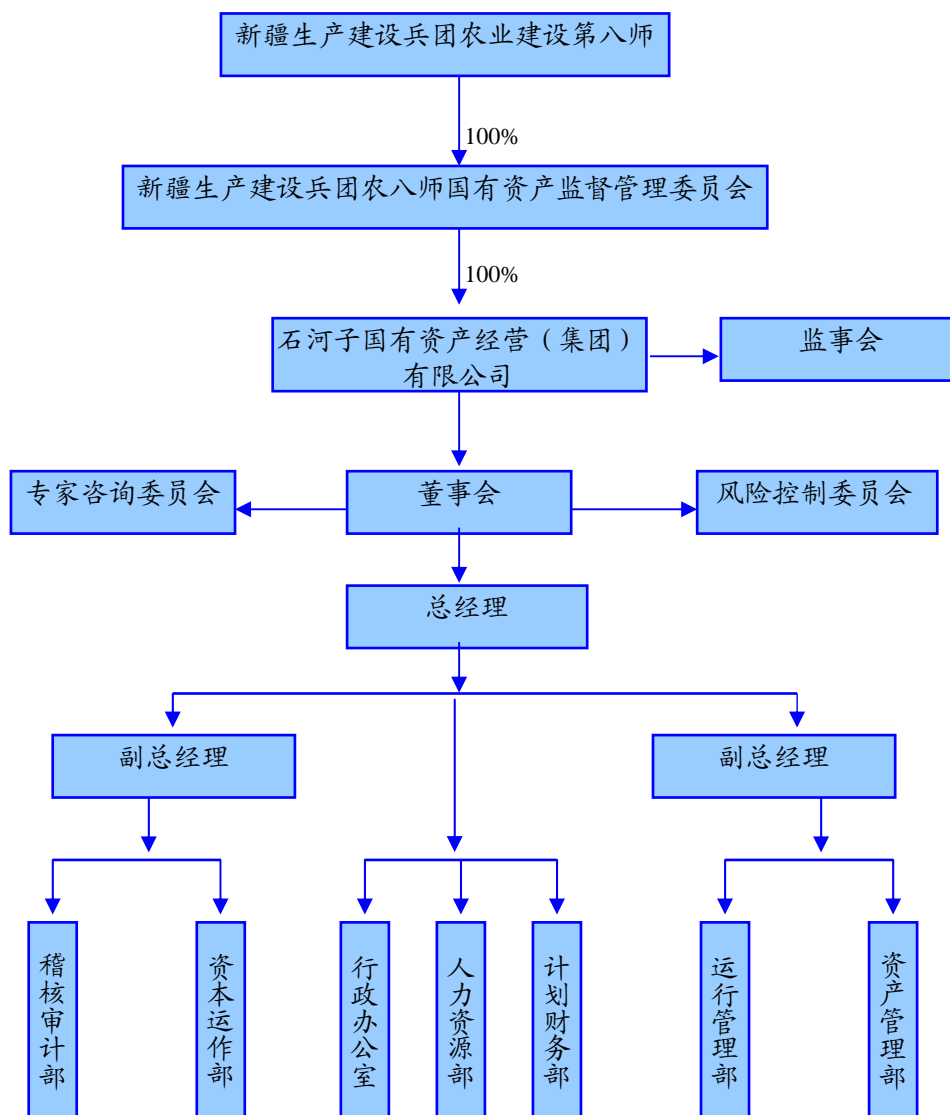 新疆生产建设兵团农业建设第八师
100%
新疆生产建设兵团农八师国有资产监督管理委员会
100%
石河子国有资产经营（集团）
有限公司
监事会
专家咨询委员会
董事会
风险控制委员会
总经理
副总经理
副总经理
稽核审计部
资本运作部
行政办公室
人力资源部
计划财务部
运行管理部
资产管理部